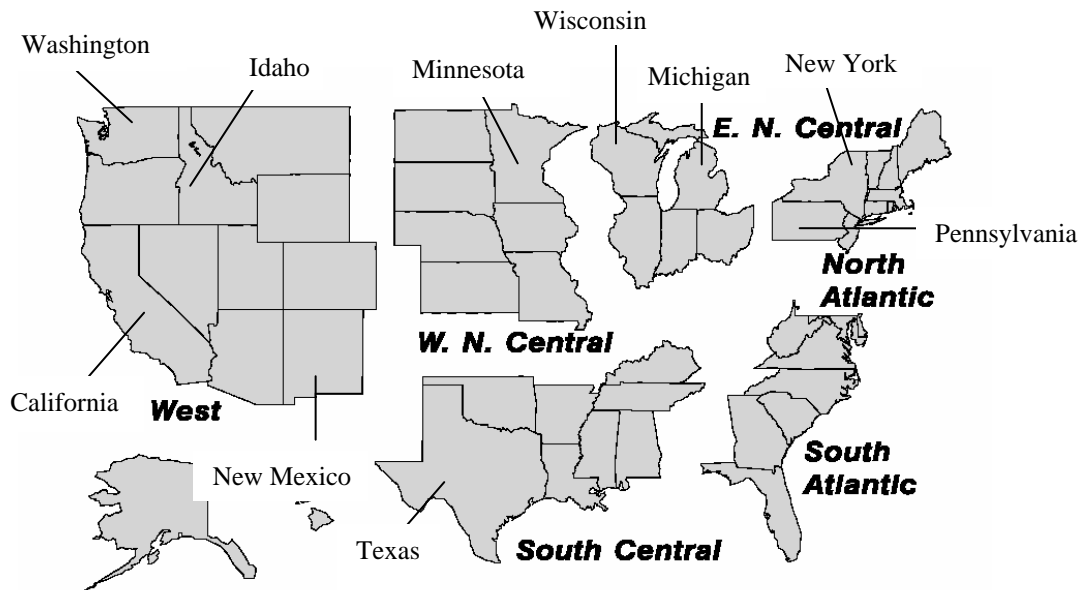 Wisconsin
Washington
Idaho
Minnesota
Michigan
New York
E. N. Central
Pennsylvania
North
Atlantic
W. N. Central
California
West
South
Atlantic
New Mexico
Texas
South Central